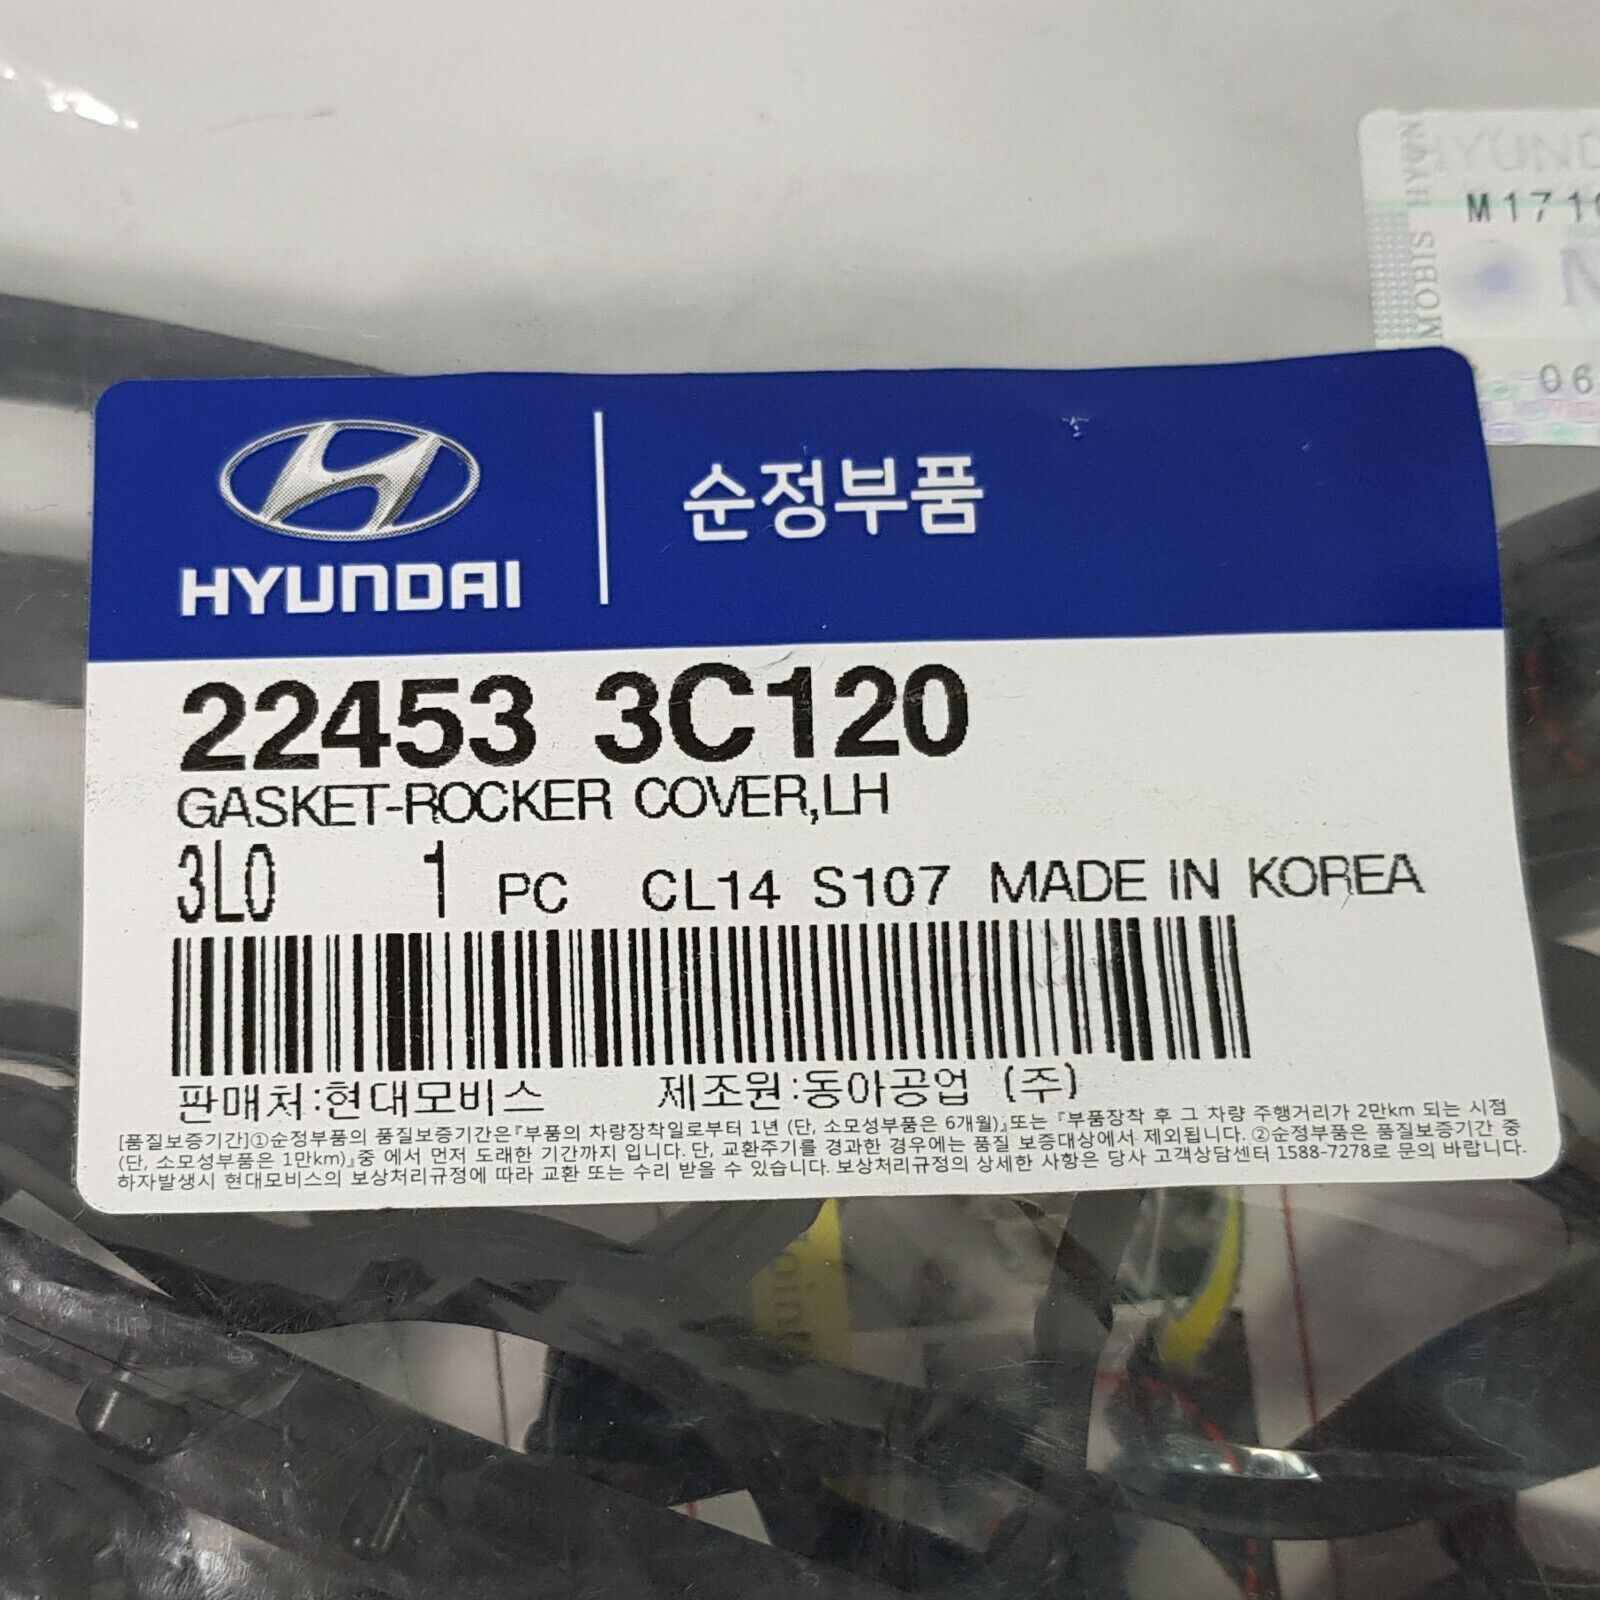 HYUNDAI
M171
MOBIS HYUN
06
HYUNDAI
순정부품
22453 3C120
GASKET-ROCKER COVER,LH
3L0 1 PC CL14 S107 MADE IN KOREA
판매처:현대모비스 제조원:동아공업 (주)
[품질보증기간]①순정부품의 품질보증기간은『부품의 차량장착일로부터 1년 (단, 소모성부품은 6개월)』또는 『부품장착 후 그 차량 주행거리가 2만km 되는 시점
(단, 소모성부품은 1만km)』중 에서 먼저 도래한 기간까지 입니다. 단, 교환주기를 경과한 경우에는 품질 보증대상에서 제외됩니다. ②순정부품은 품질보증기간 중
하자발생시 현대모비스의 보상처리규정에 따라 교환 또는 수리 받을 수 있습니다. 보상처리규정의 상세한 사항은 당사 고객상담센터 1588-7278로 문의 바랍니다.